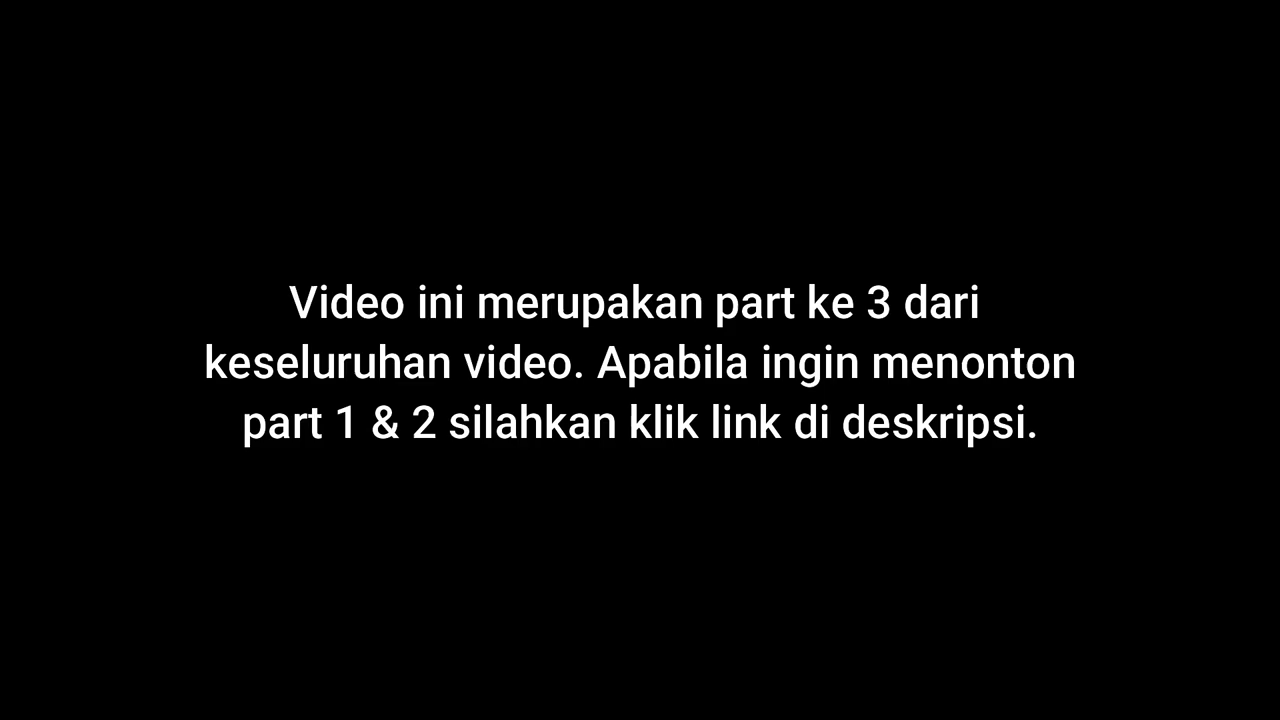 Video ini merupakan part ke 3 dari
keseluruhan video. Apabila ingin menonton
part 1 & 2 silahkan klik link di deskripsi.